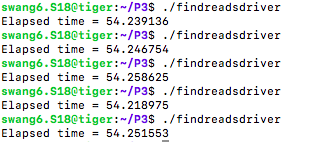 swang6.S18@tiger:~/P3$ ./findreadsdriver
Elapsed time = 54.239136
swang6.S18@tiger:~/P3$ ./findreadsdriver
Elapsed time = 54.246754
swang6.S18@tiger:~/P3$ ./findreadsdriver
Elapsed time = 54.258625
swang6.S18@tiger:~/P3$ ./findreadsdriver
Elapsed time = 54.218975
swang6.S18@tiger:~/P3$ ./findreadsdriver
Elapsed time = 54.251553